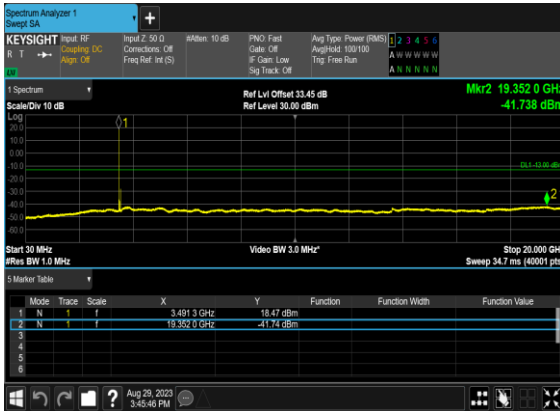 Spectrum Analyzer 1
Swept SA
+
KEYSIGHT Input: RF Input Z: 50 Ω #Atten: 10 dB PNO: Fast Avg Type: Power (RMS) 1 2 3 4 5 6
R T Coupling: DC Corrections: Off Gate: Off Avg|Hold: 100/100 A W W W W W
Align: Off Freq Ref: Int (S) IF Gain: Low Trig: Free Run
Sig Track: Off A N N N N N
LXI
1 Spectrum Ref Lvl Offset 33.45 dB Mkr2 19.352 0 GHz
Scale/Div 10 dB Ref Level 30.00 dBm -41.738 dBm
Log
20.0
10.0
0.00
-10.0
-20.0
-30.0
-40.0
-50.0
-60.0
1
DL1 -13.00 dBm
2
Start 30 MHz Video BW 3.0 MHz* Stop 20.000 GHz
#Res BW 1.0 MHz Sweep 34.7 ms (40001 pts)
5 Marker Table
Mode Trace Scale X Y Function Function Width Function Value
1 N 1 f 3.491 3 GHz 18.47 dBm
2 N 1 f 19.352 0 GHz -41.74 dBm
3
4
5
6
? Aug 29, 2023
3:45:46 PM